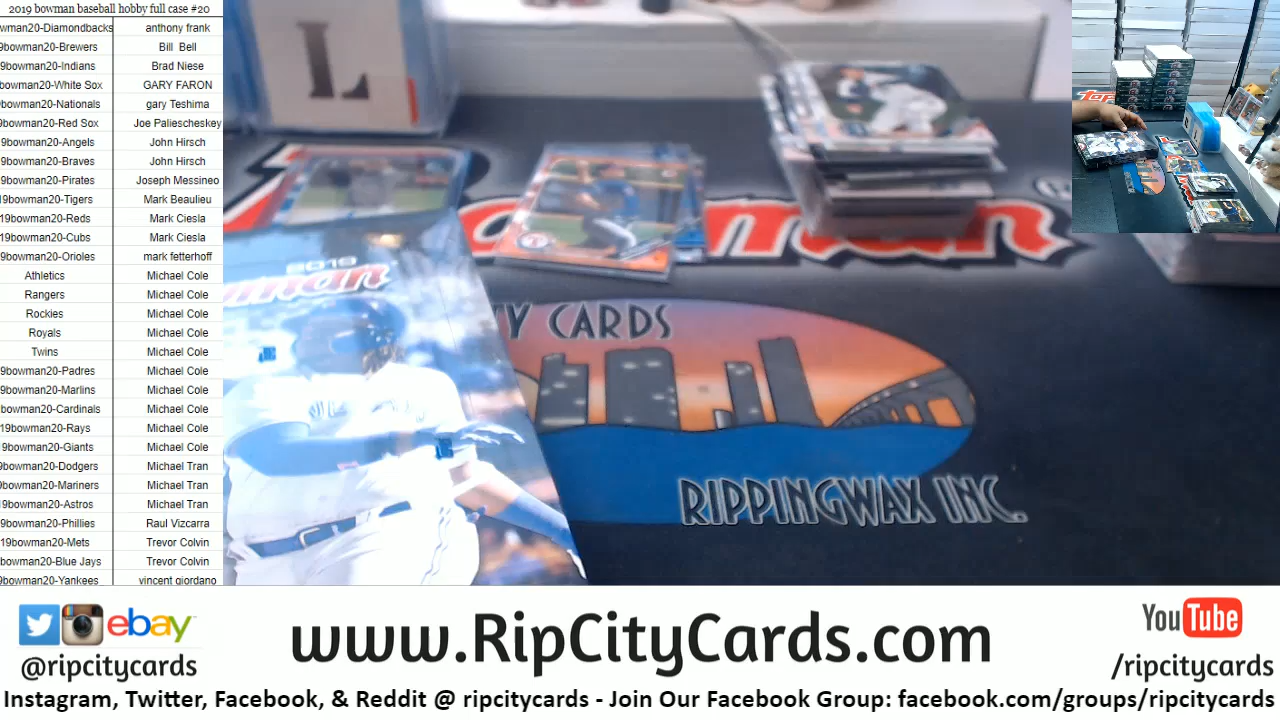 2019 bowman baseball hobby full case #20
wman20-Diamondbacks anthony frank
9bowman20-Brewers Bill Bell
9bowman20-Indians Brad Niese
bowman20-White Sox GARY FARON
9bowman20-Nationals gary Teshima
bowman20-Red Sox Joe Paliescheskey
9bowman20-Angels John Hirsch
9bowman20-Braves John Hirsch
9bowman20-Pirates Joseph Messineo
19bowman20-Tigers Mark Beaulieu
19bowman20-Reds Mark Ciesla
19bowman20-Cubs Mark Ciesla
9bowman20-Orioles mark fetterhoff
Athletics Michael Cole
Rangers Michael Cole
Rockies Michael Cole
Royals Michael Cole
Twins Michael Cole
9bowman20-Padres Michael Cole
9bowman20-Marlins Michael Cole
bowman20-Cardinals Michael Cole
19bowman20-Rays Michael Cole
9bowman20-Giants Michael Cole
9bowman20-Dodgers Michael Tran
9bowman20-Mariners Michael Tran
9bowman20-Astros Michael Tran
9bowman20-Phillies Raul Vizcarra
19bowman20-Mets Trevor Colvin
bowman20-Blue Jays Trevor Colvin
9bowman20-Yankees vincent giordano
L
2019
TY CARDS
RIPPINGWAX INC.
ebay
@ripcitycards
www.RipCityCards.com
YouTube
/ripcitycards
Instagram, Twitter, Facebook, & Reddit @ ripcitycards - Join Our Facebook Group: facebook.com/groups/ripcitycards